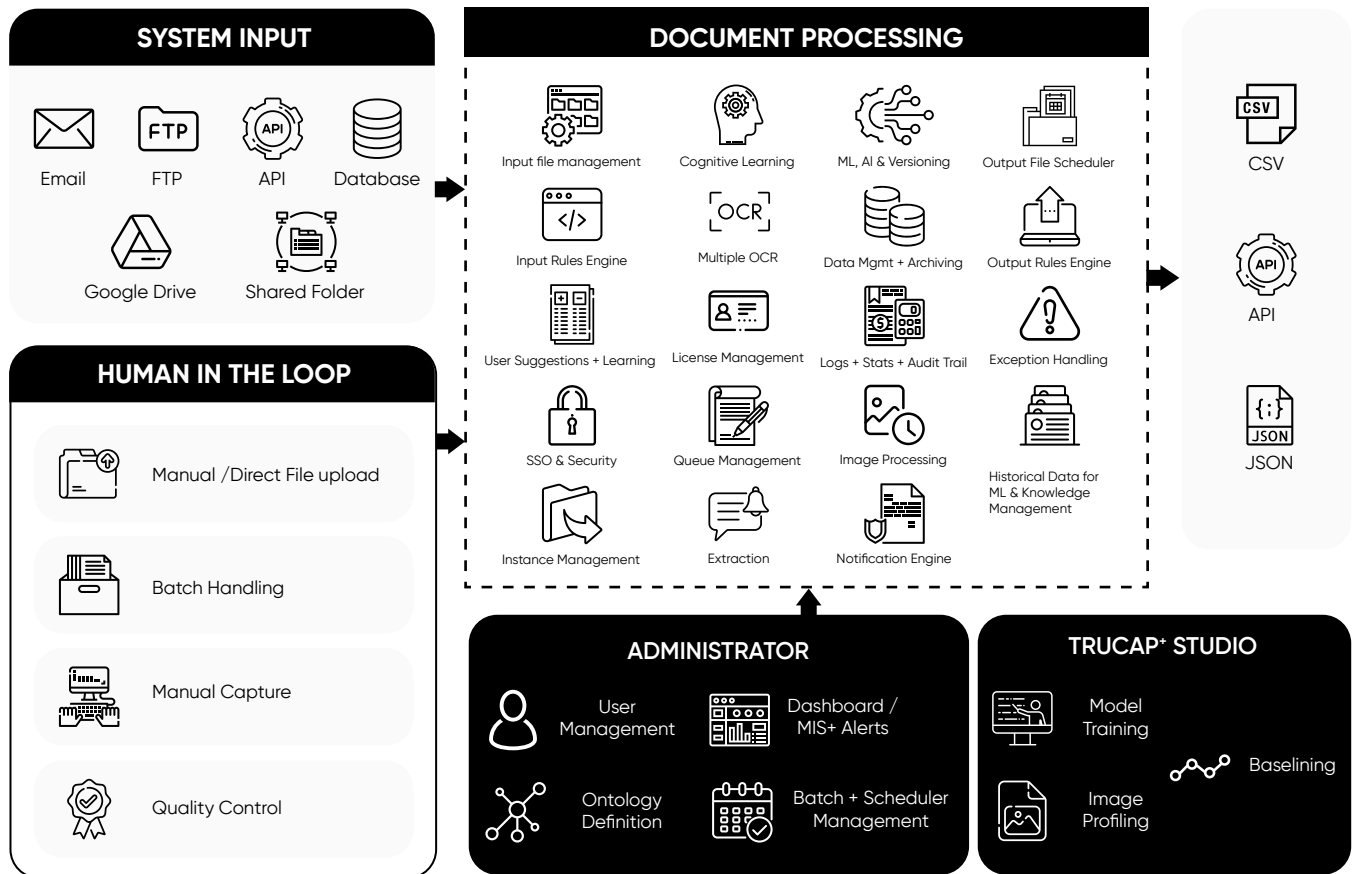 SYSTEM INPUT
FTP
API
Email
FTP
API
Database
Google Drive
Shared Folder
HUMAN IN THE LOOP
Manual /Direct File upload
Batch Handling
Manual Capture
Quality Control
DOCUMENT PROCESSING
Input file management
Cognitive Learning
ML, AI & Versioning
Output File Scheduler
</>
OCR
Input Rules Engine
Multiple OCR
Data Mgmt + Archiving
Output Rules Engine
User Suggestions + Learning
License Management
Logs + Stats + Audit Trail
Exception Handling
SSO & Security
Queue Management
Image Processing
Historical Data for
ML & Knowledge
Management
Instance Management
Extraction
Notification Engine
CSV
CSV
API
API
{;}
JSON
JSON
ADMINISTRATOR
User
Management
Dashboard /
MIS+ Alerts
Ontology
Definition
Batch + Scheduler
Management
TRUCAP⁺ STUDIO
Model
Training
Baselining
Image
Profiling